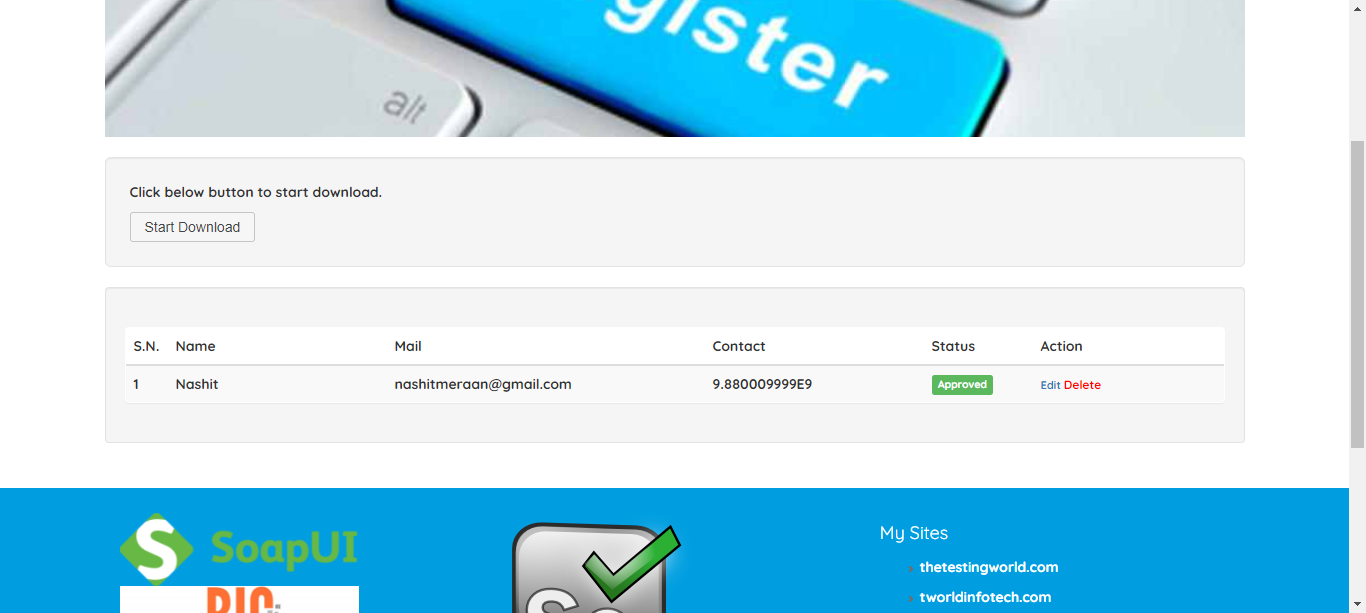 gister
alt
Click below button to start download.
Start Download
S.N. Name Mail Contact Status Action
1 Nashit nashitmeraan@gmail.com 9.880009999E9 Approved Edit Delete
SoapUI
My Sites
thetestingworld.com
tworldinfotech.com